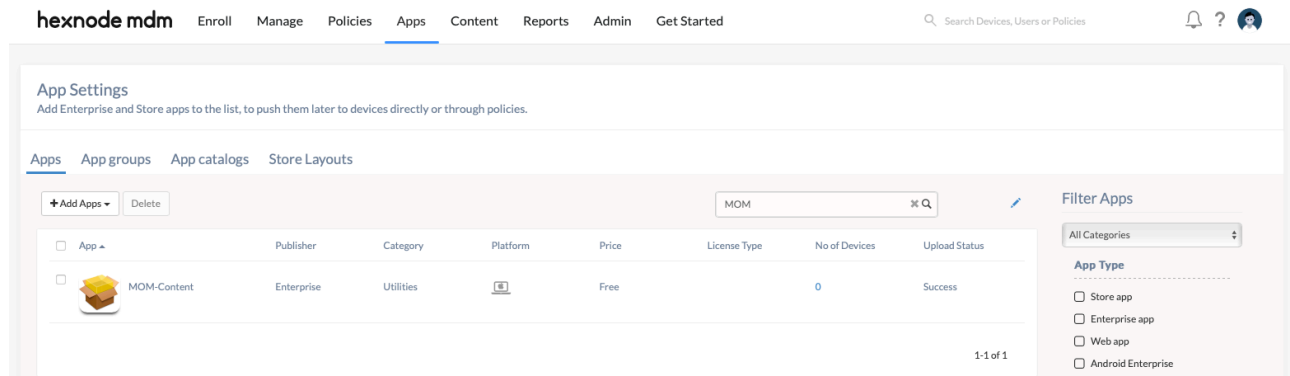 hexnode mdm Enroll Manage Policies Apps Content Reports Admin Get Started Search Devices, Users or Policies ?
App Settings
Add Enterprise and Store apps to the list, to push them later to devices directly or through policies.
Apps App groups App catalogs Store Layouts
+Add Apps Delete MOM Filter Apps
All Categories
App Publisher Category Platform Price License Type No of Devices Upload Status
App Type
MOM-Content Enterprise Utilities Free 0 Success
Store app
Enterprise app
Web app
1-1 of 1
Android Enterprise